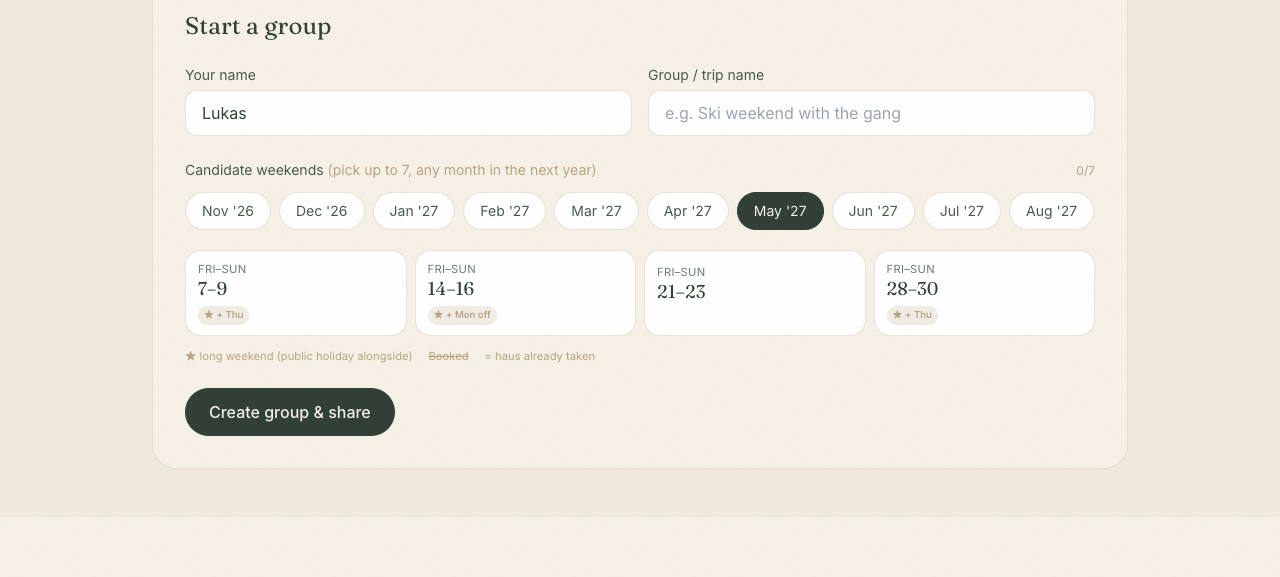 Start a group
Your name
Group / trip name
Lukas
e.g. Ski weekend with the gang
Candidate weekends (pick up to 7, any month in the next year)
0/7
Nov '26
Dec '26
Jan '27
Feb '27
Mar '27
Apr '27
May '27
Jun '27
Jul '27
Aug '27
FRI–SUN
7–9
★ + Thu
FRI–SUN
14–16
★ + Mon off
FRI–SUN
21–23
FRI–SUN
28–30
★ + Thu
★ long weekend (public holiday alongside)
Booked = haus already taken
Create group & share